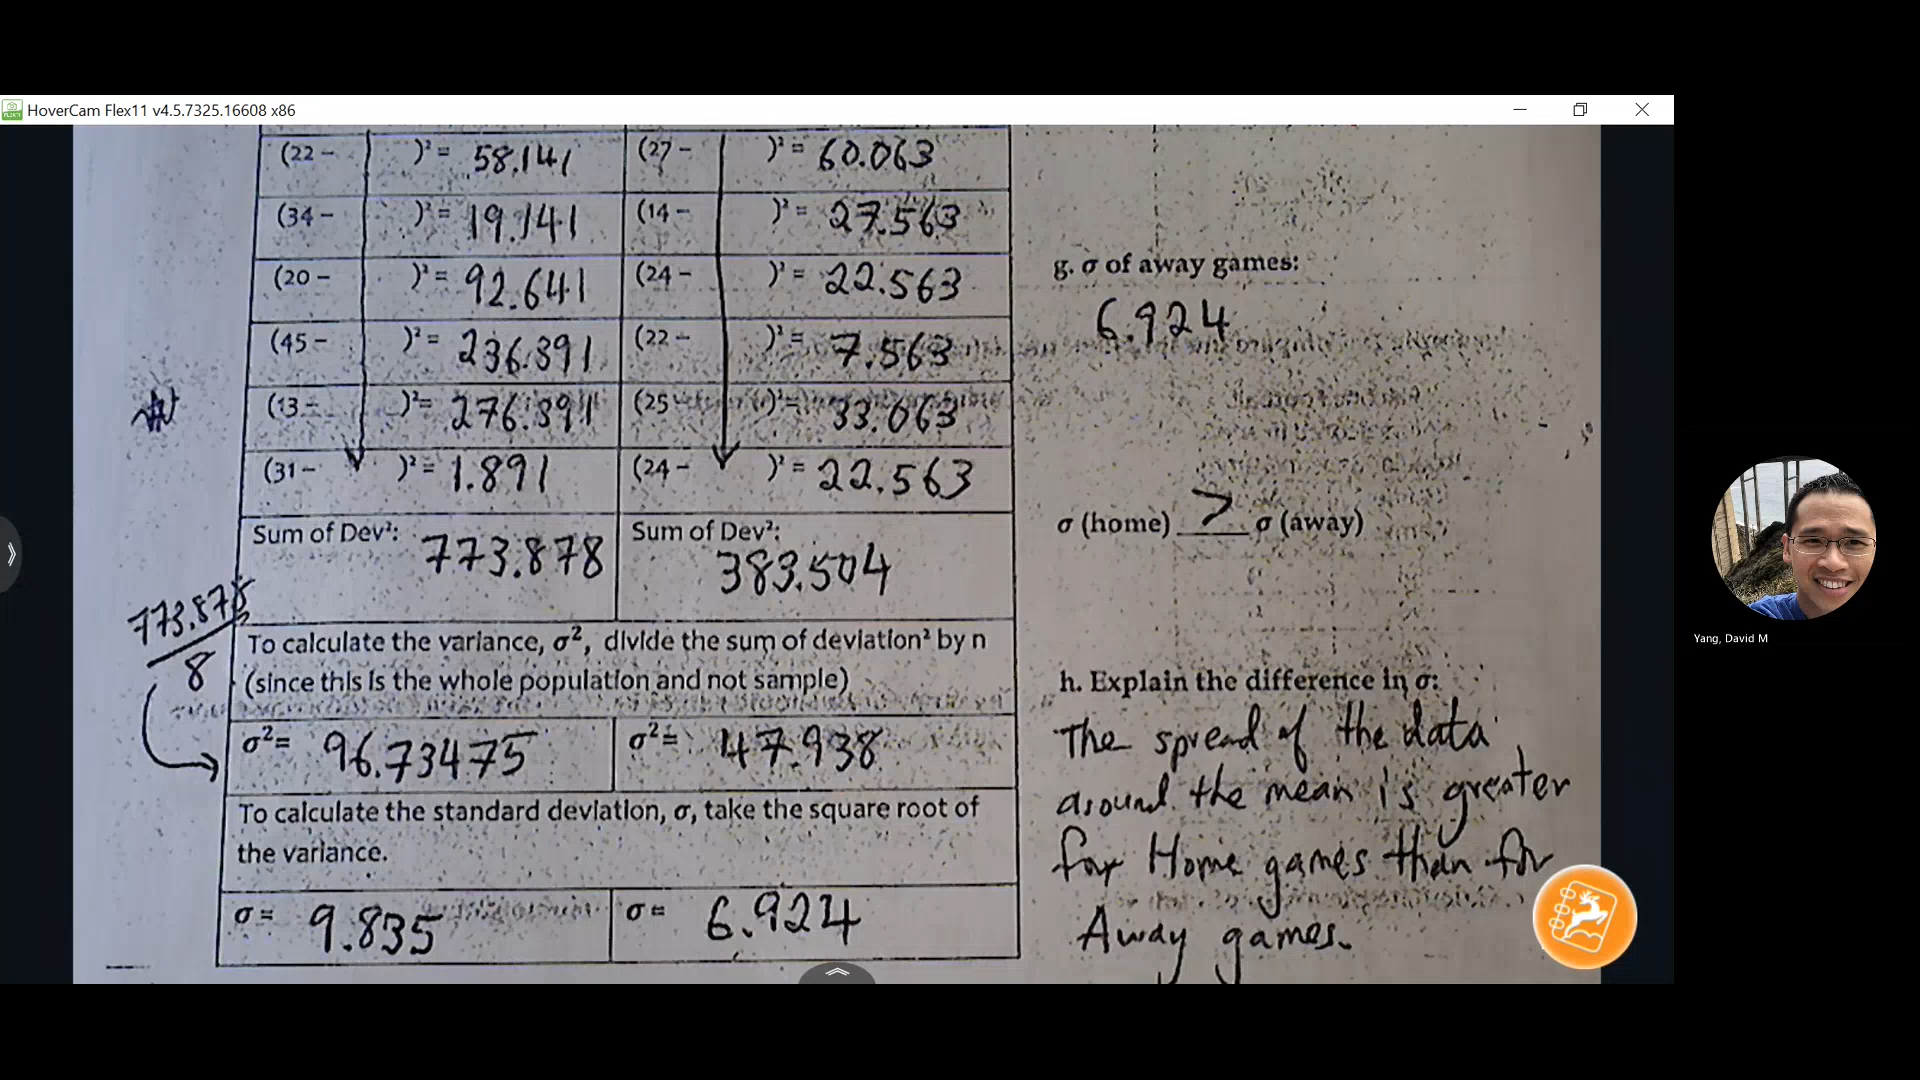 HoverCam Flex11 v4.5.7325.16608 x86
(22 – )² = 58.141 (27 – )² = 60.063
(34 – )² = 19.141 (14 – )² = 27.563
(20 – )² = 92.641 (24 – )² = 22.563
(45 – )² = 236.391 (22 – )² = 7.563
(13 – )² = 276.391 (25 – )² = 33.063
(31 – )² = 1.891 (24 – )² = 22.563
Sum of Dev²: 773.878 Sum of Dev²: 383.504
773.878
8
To calculate the variance, σ², divide the sum of deviation² by n
(since this is the whole population and not sample)
σ²= 96.73475 σ²= 47.938
To calculate the standard deviation, σ, take the square root of
the variance.
σ = 9.835 σ = 6.924
g. σ of away games:
6.924
σ (home) > σ (away)
h. Explain the difference in σ:
The spread of the data
around the mean is greater
for Home games than for
Away games.
Yang, David M